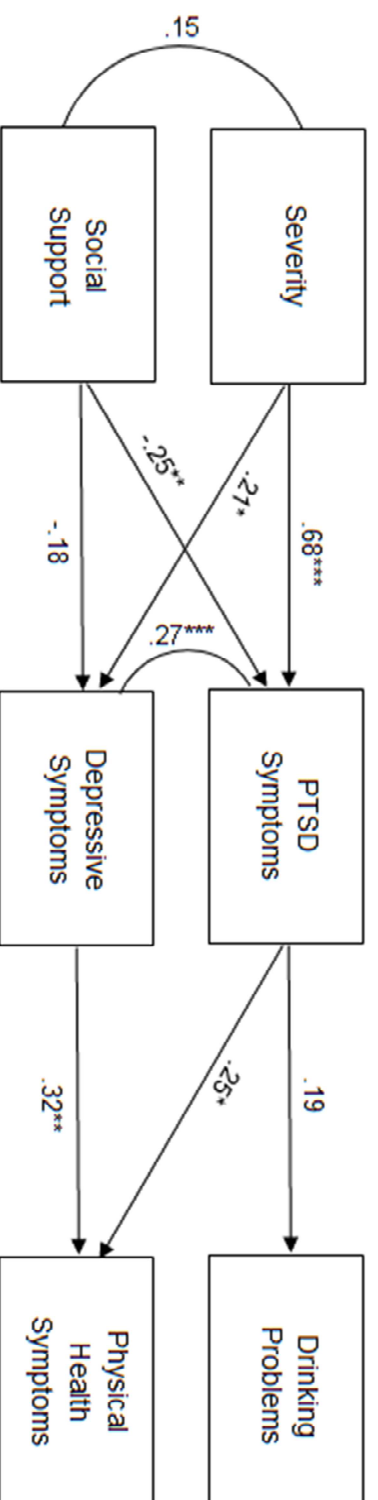 .15
Severity
Social
Support
.68***
.21*
-.25**
-.18
.27***
PTSD
Symptoms
Depressive
Symptoms
.19
.25*
.32**
Drinking
Problems
Physical
Health
Symptoms